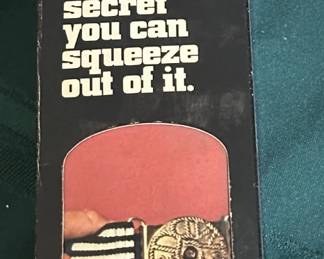 secret
you can
squeeze
out of it.